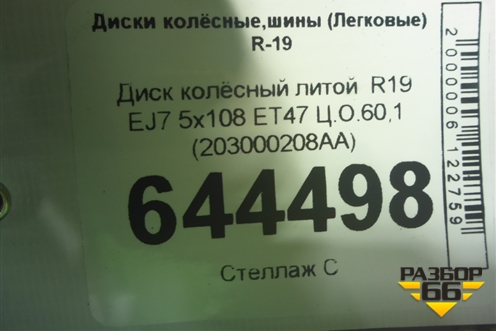 Диски колёсные,шины (Легковые)
R-19
Диск колёсный литой R19
EJ7 5x108 ET47 Ц.О.60,1
(203000208AA)
644498
Стеллаж С
2000006122759
РАЗБОР
66